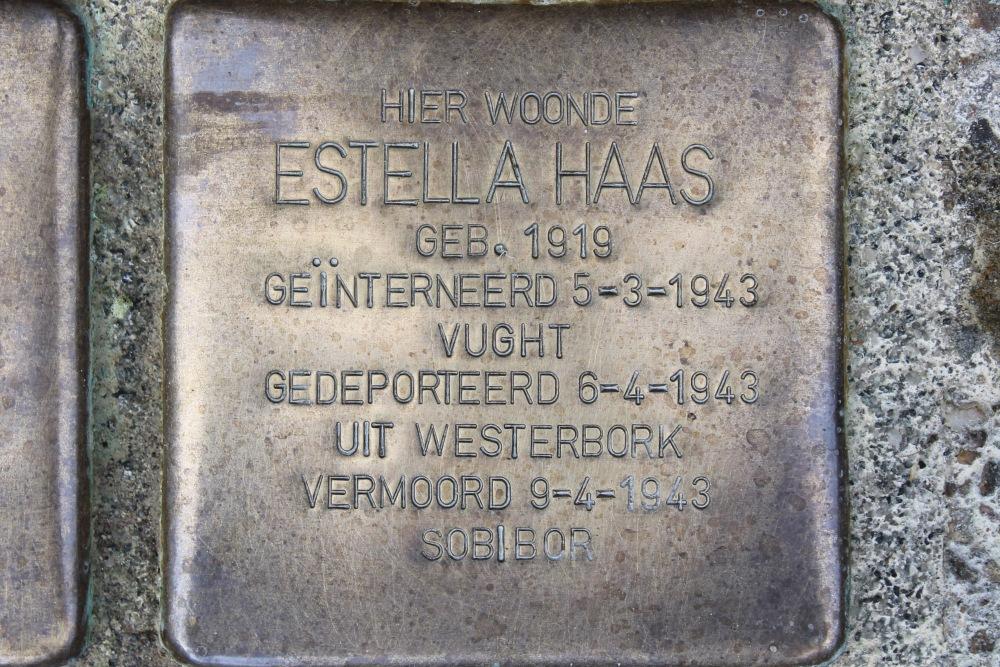 HIER WOONDE
ESTELLA HAAS
GEB. 1919
GEÏNTERNEERD 5-3-1943
VUGHT
GEDEPORTEERD 6-4-1943
UIT WESTERBORK
VERMOORD 9-4-1943
SOBIBOR